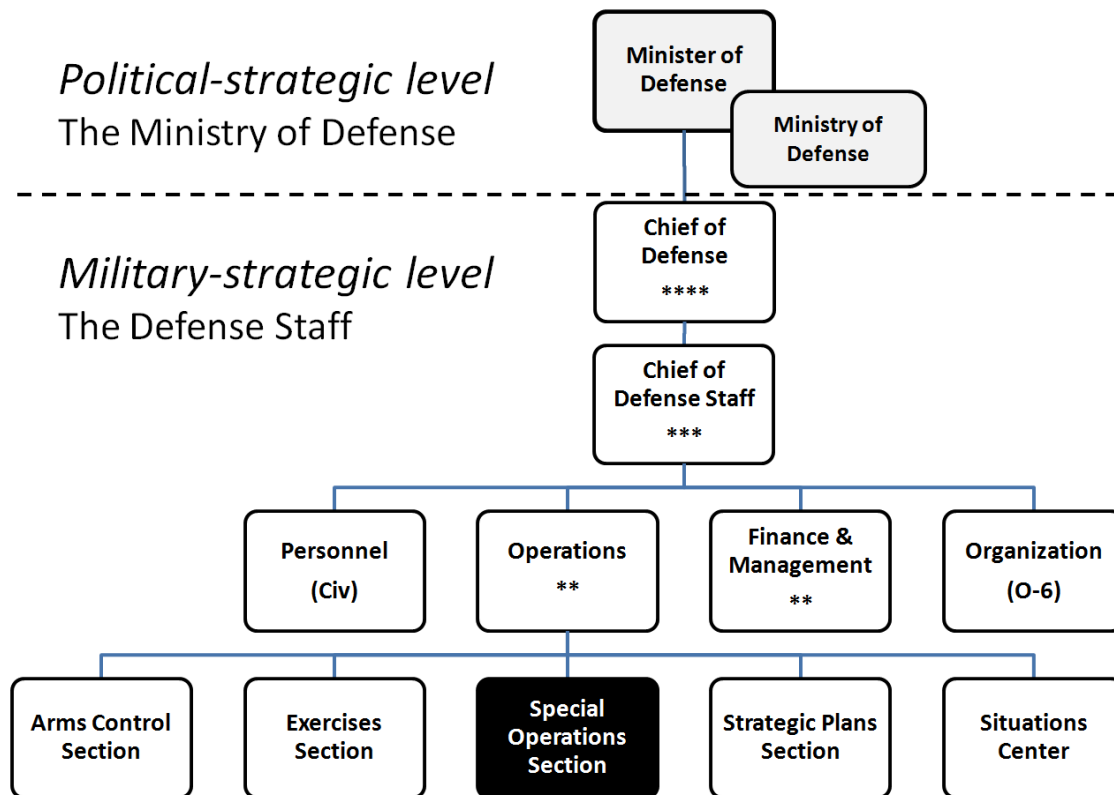 Political-strategic level
The Ministry of Defense
Minister of
Defense
Ministry of
Defense
Military-strategic level
The Defense Staff
Chief of
Defense
****
Chief of
Defense Staff
***
Personnel
(Civ)
Operations
**
Finance &
Management
**
Organization
(O-6)
Arms Control
Section
Exercises
Section
Special
Operations
Section
Strategic Plans
Section
Situations
Center